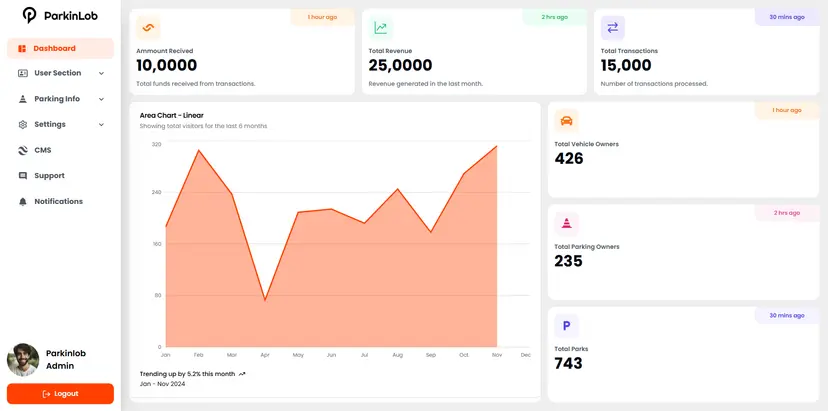 ParkinLob
Dashboard
User Section
Parking Info
Settings
CMS
Support
Notifications
Parkinlob
Admin
Logout
1 hour ago
Ammount Recived
10,0000
Total funds received from transactions.
2 hrs ago
Total Revenue
25,0000
Revenue generated in the last month.
30 mins ago
Total Transactions
15,000
Number of transactions processed.
Area Chart - Linear
Showing total visitors for the last 6 months
320
240
160
80
0
Jan Feb Mar Apr May Jun Jul Aug Sep Oct Nov Dec
Trending up by 5.2% this month
Jan - Nov 2024
1 hour ago
Total Vehicle Owners
426
2 hrs ago
Total Parking Owners
235
30 mins ago
P
Total Parks
743